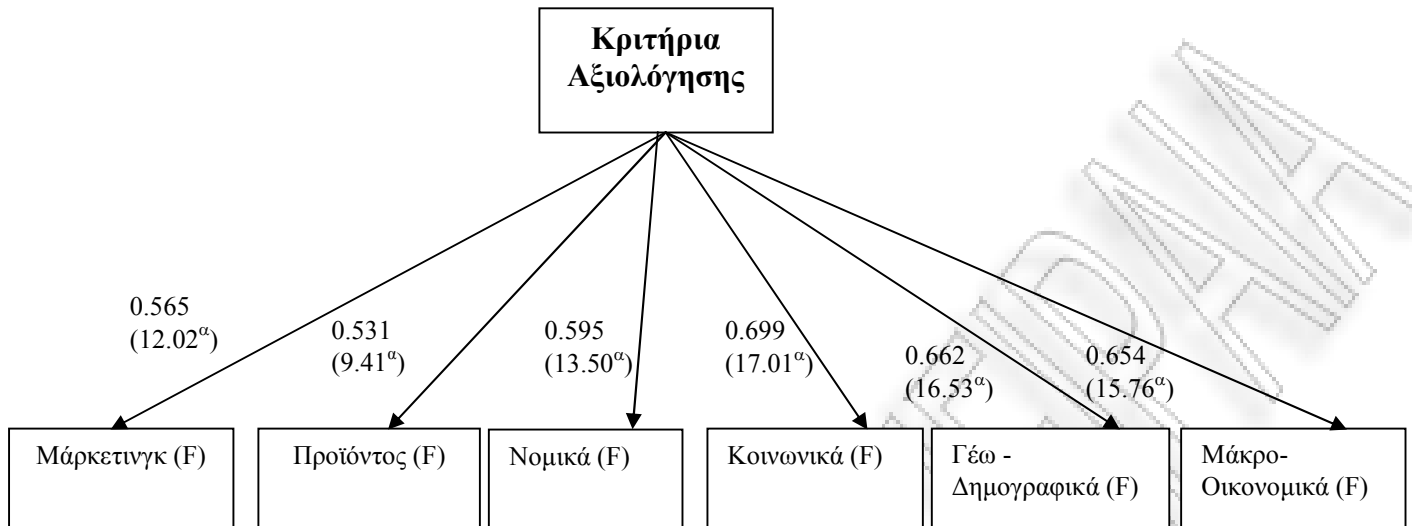 Κριτήρια
Αξιολόγησης
0.565
(12.02α)
0.531
(9.41α)
0.595
(13.50α)
0.699
(17.01α)
0.662
(16.53α)
0.654
(15.76α)
Μάρκετινγκ (F)
Προϊόντος (F)
Νομικά (F)
Κοινωνικά (F)
Γέω -
Δημογραφικά (F)
Μάκρο-
Οικονομικά (F)